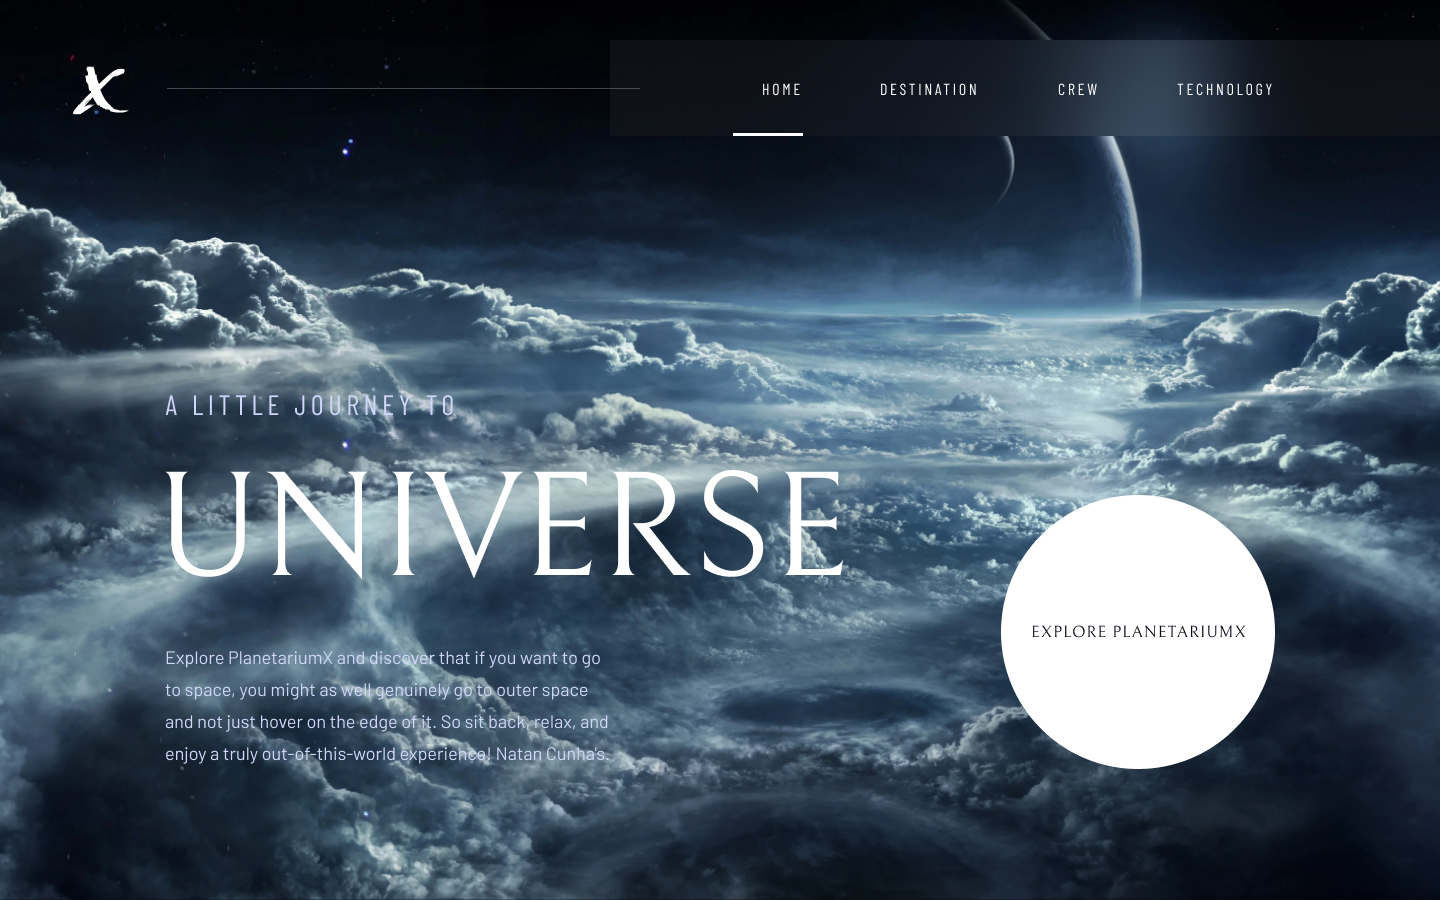 X
HOME
DESTINATION
CREW
TECHNOLOGY
A LITTLE JOURNEY TO
UNIVERSE
Explore PlanetariumX and discover that if you want to go
to space, you might as well genuinely go to outer space
and not just hover on the edge of it. So sit back, relax, and
enjoy a truly out-of-this-world experience! Natan Cunha's.
EXPLORE PLANETARIUMX